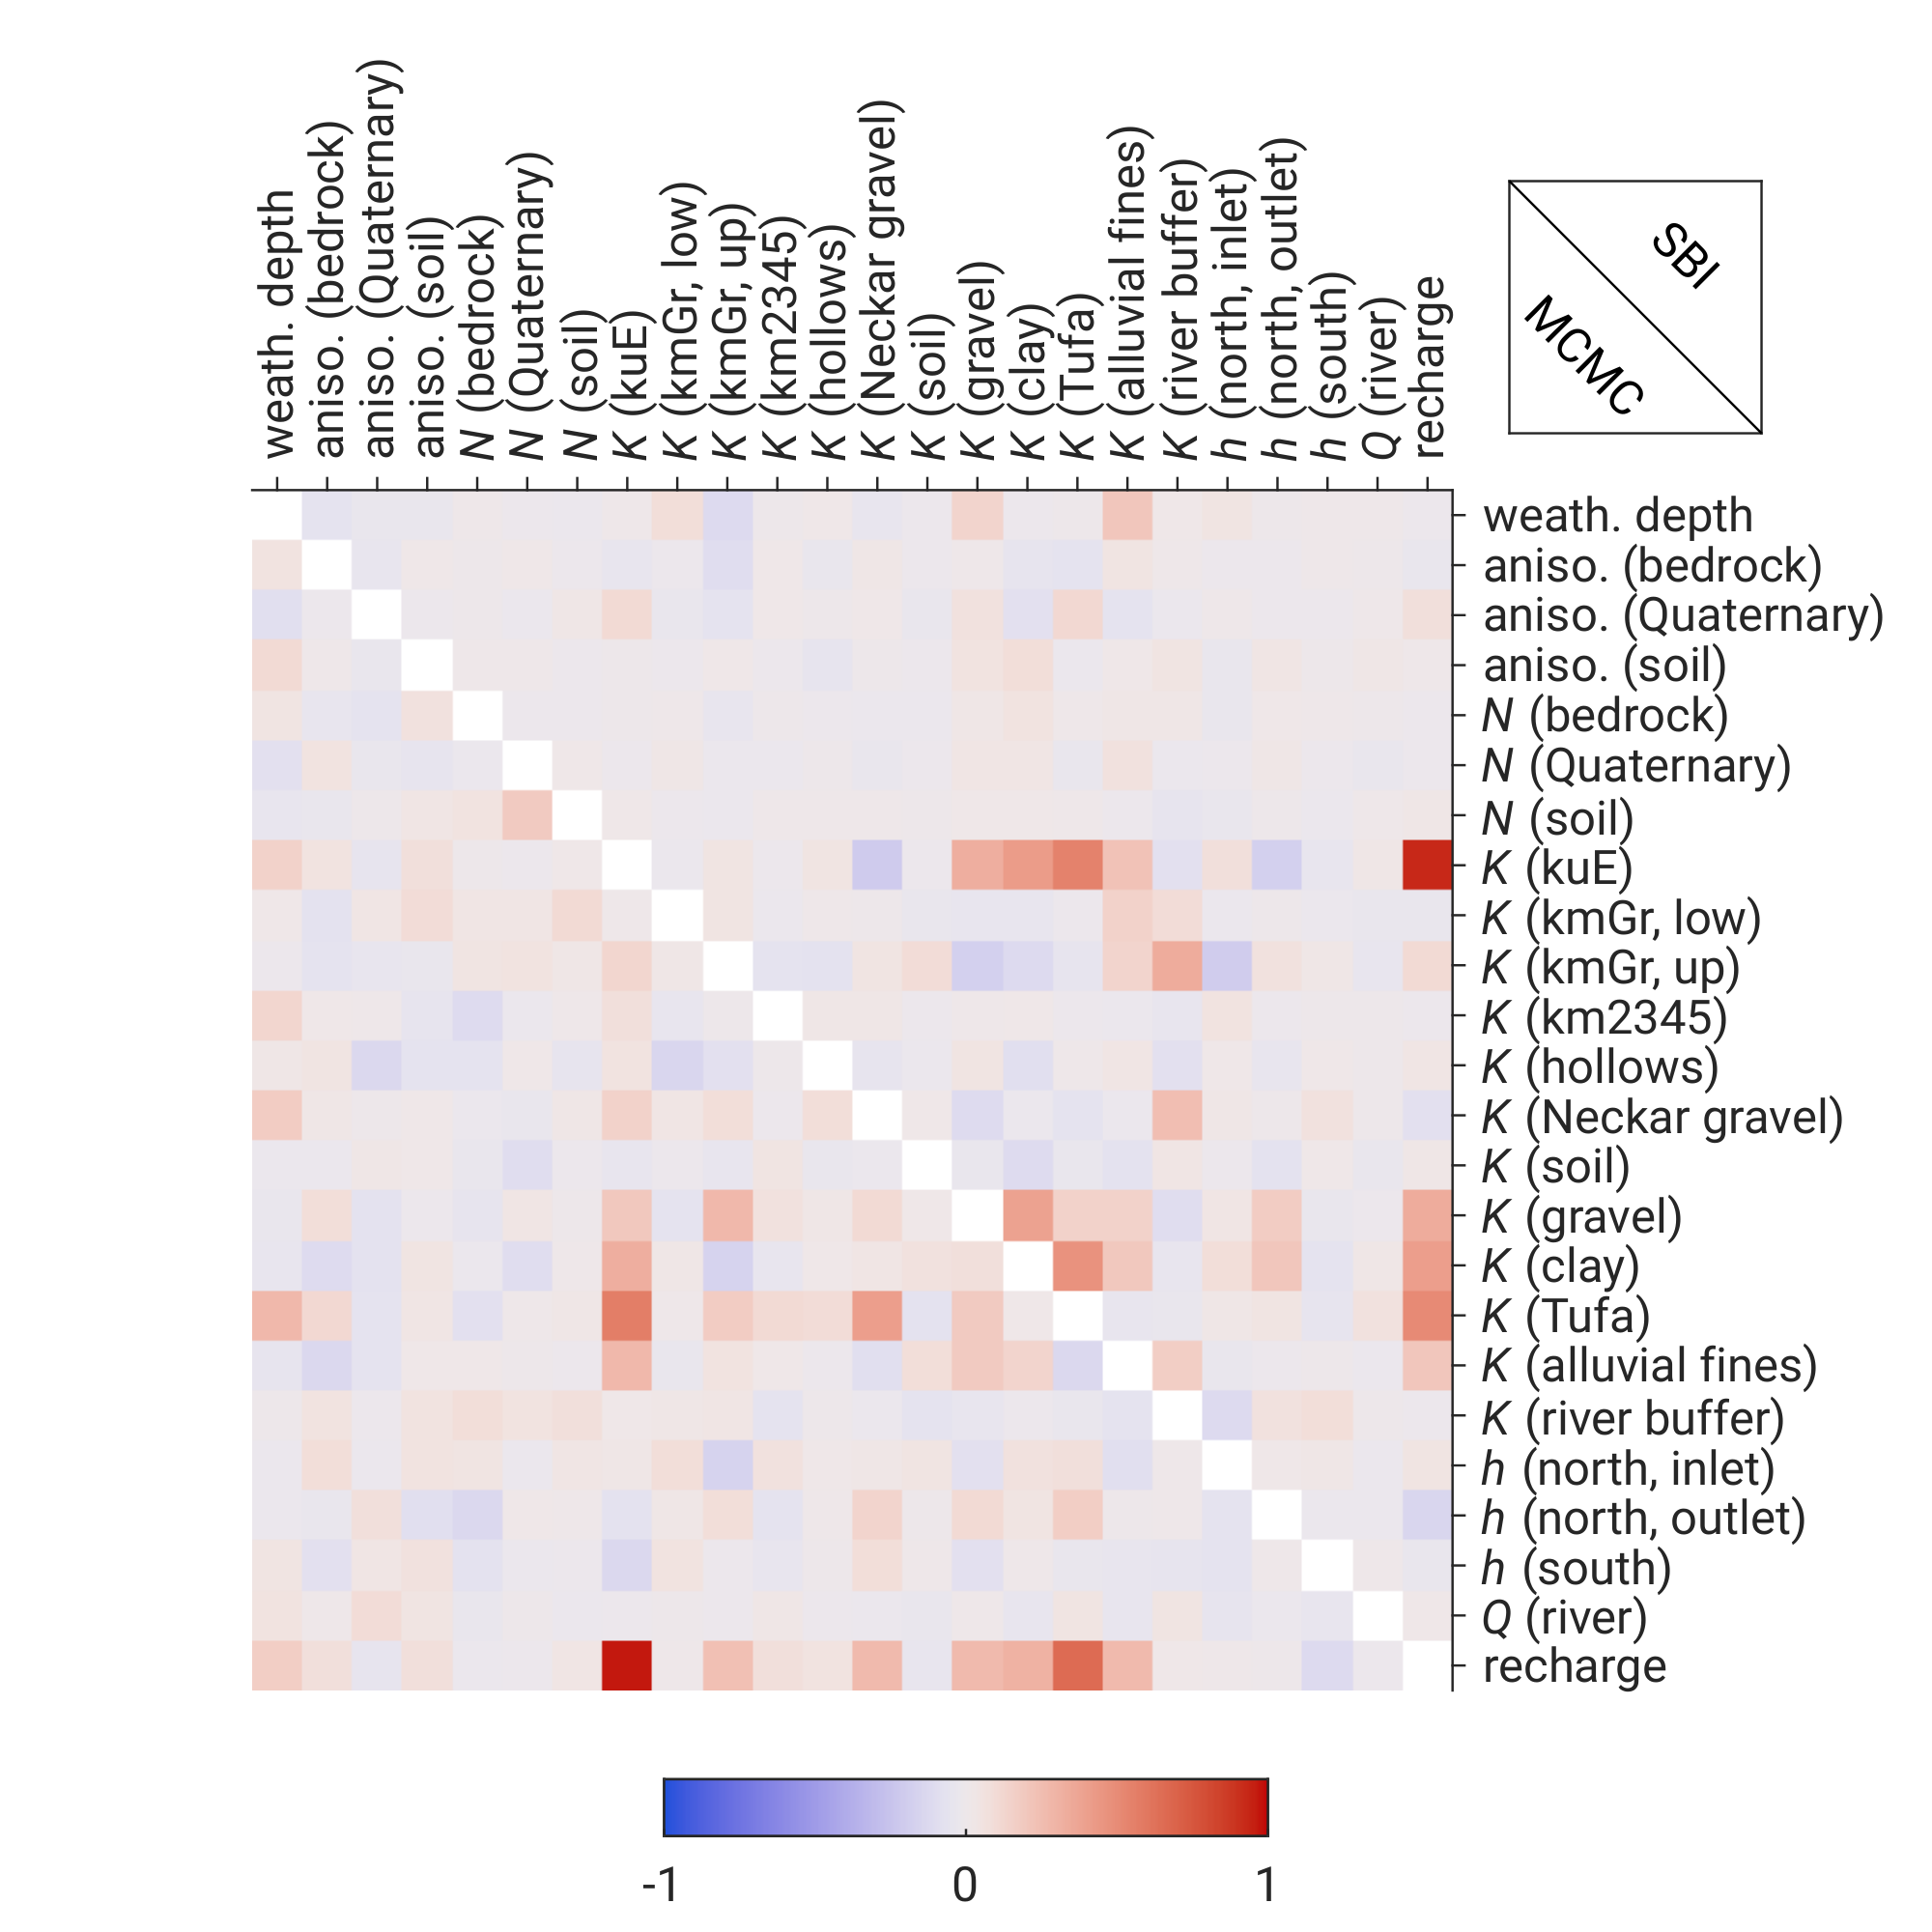 weath. depth
aniso. (bedrock)
aniso. (Quaternary)
aniso. (soil)
N (bedrock)
N (Quaternary)
N (soil)
K (kuE)
K (kmGr, low)
K (kmGr, up)
K (km2345)
K (hollows)
K (Neckar gravel)
K (soil)
K (gravel)
K (clay)
K (Tufa)
K (alluvial fines)
K (river buffer)
h (north, inlet)
h (north, outlet)
h (south)
Q (river)
recharge
SBI
MCMC
weath. depth
aniso. (bedrock)
aniso. (Quaternary)
aniso. (soil)
N (bedrock)
N (Quaternary)
N (soil)
K (kuE)
K (kmGr, low)
K (kmGr, up)
K (km2345)
K (hollows)
K (Neckar gravel)
K (soil)
K (gravel)
K (clay)
K (Tufa)
K (alluvial fines)
K (river buffer)
h (north, inlet)
h (north, outlet)
h (south)
Q (river)
recharge
-1 0 1